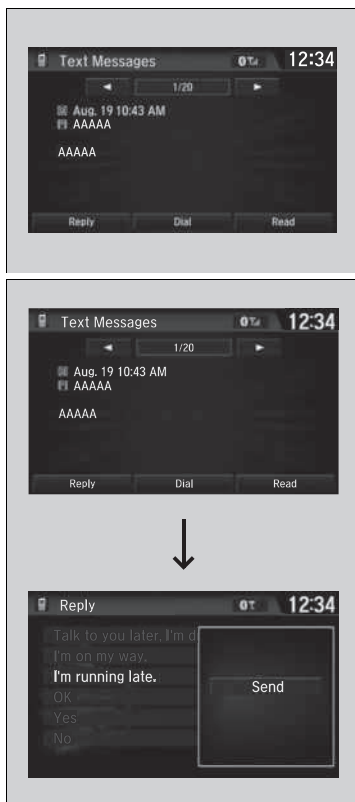 Text Messages 12:34
1/20
Aug. 19 10:43 AM
AAAAA
AAAAA
Reply Dial Read
Text Messages 12:34
1/20
Aug. 19 10:43 AM
AAAAA
AAAAA
Reply Dial Read
Reply 12:34
Talk to you later, I'm d
I'm on my way.
I'm running late.
Send
OK
Yes
No